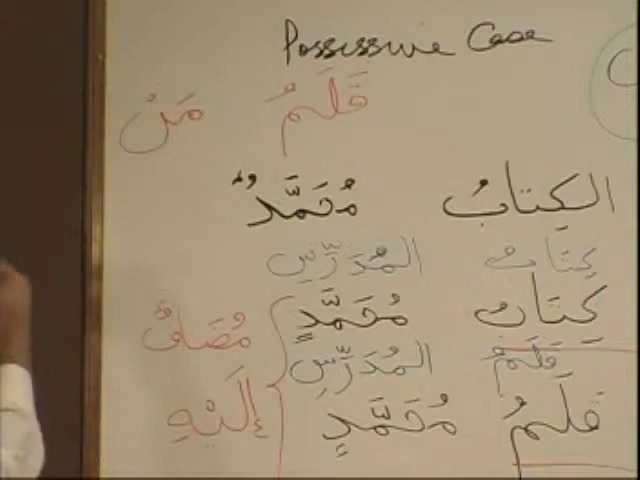 Possessive Case
قَلَمُ مَنْ
الكِتَابُ مُحَمَّدٌ
كِتَابُ المُدَرِّسِ
كِتَابُ مُحَمَّدٍ مُضَافٌ
قَلَمُ المُدَرِّسِ
قَلَمُ مُحَمَّدٍ إِلَيْهِ